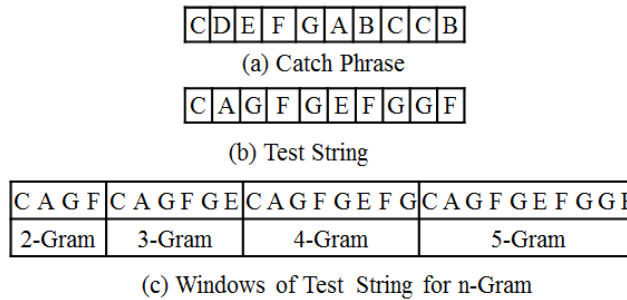 C D E F G A B C C B
(a) Catch Phrase
C A G F G E F G G F
(b) Test String
C A G F C A G F G E C A G F G E F G C A G F G E F G G F
2-Gram 3-Gram 4-Gram 5-Gram
(c) Windows of Test String for n-Gram